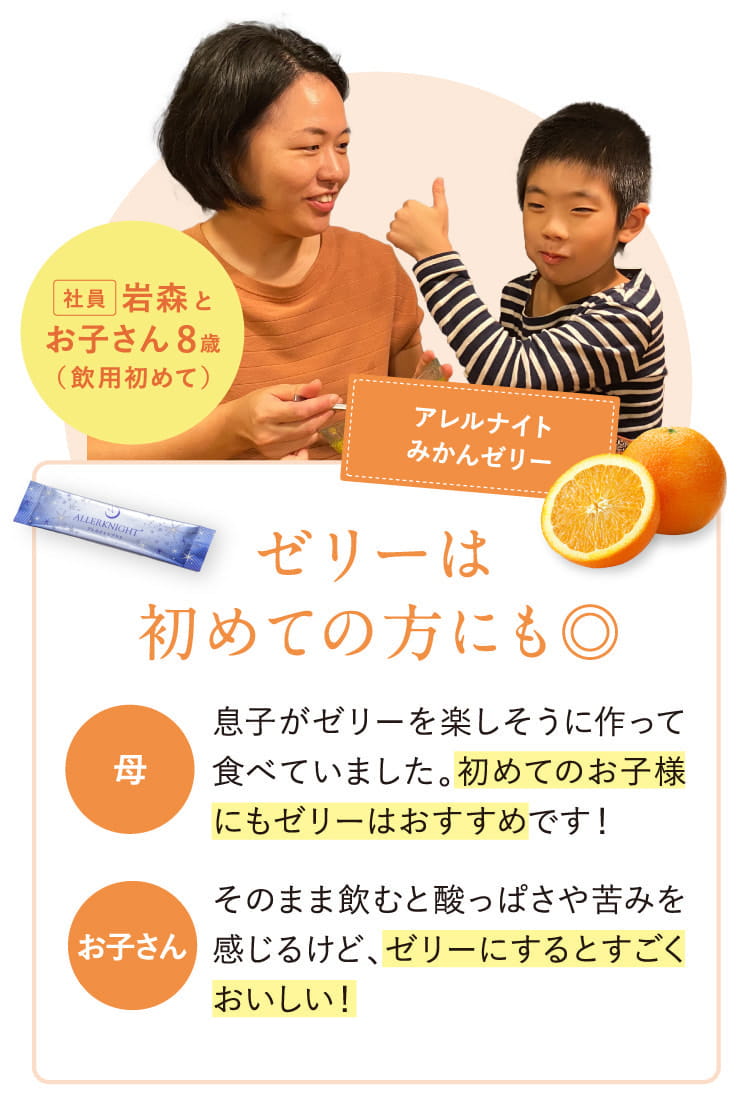 社員 岩森と
お子さん8歳
（飲用初めて）
アレルナイト
みかんゼリー
ALLERKNIGHT
ゼリーは
初めての方にも◎
母
息子がゼリーを楽しそうに作って
食べていました。初めてのお子様
にもゼリーはおすすめです！
お子さん
そのまま飲むと酸っぱさや苦みを
感じるけど、ゼリーにするとすごく
おいしい！